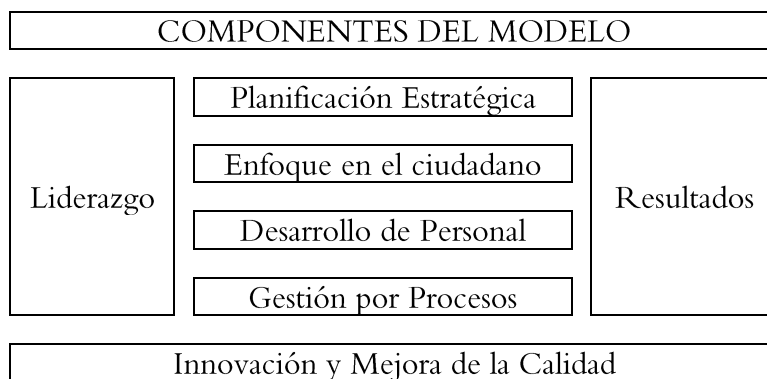 COMPONENTES DEL MODELO
Liderazgo
Planificación Estratégica
Enfoque en el ciudadano
Desarrollo de Personal
Gestión por Procesos
Resultados
Innovación y Mejora de la Calidad